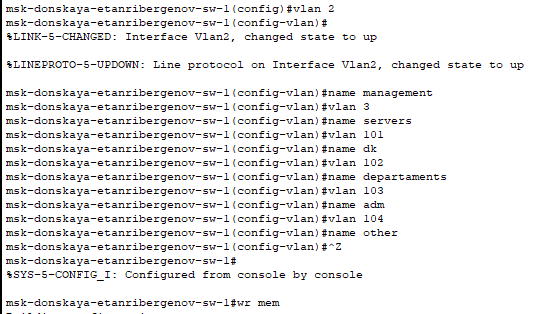 msk-donskaya-etanribergenov-sw-1(config)#vlan 2
msk-donskaya-etanribergenov-sw-1(config-vlan)#
%LINK-5-CHANGED: Interface Vlan2, changed state to up
%LINEPROTO-5-UPDOWN: Line protocol on Interface Vlan2, changed state to up
msk-donskaya-etanribergenov-sw-1(config-vlan)#name management
msk-donskaya-etanribergenov-sw-1(config-vlan)#vlan 3
msk-donskaya-etanribergenov-sw-1(config-vlan)#name servers
msk-donskaya-etanribergenov-sw-1(config-vlan)#vlan 101
msk-donskaya-etanribergenov-sw-1(config-vlan)#name dk
msk-donskaya-etanribergenov-sw-1(config-vlan)#vlan 102
msk-donskaya-etanribergenov-sw-1(config-vlan)#name departaments
msk-donskaya-etanribergenov-sw-1(config-vlan)#vlan 103
msk-donskaya-etanribergenov-sw-1(config-vlan)#name adm
msk-donskaya-etanribergenov-sw-1(config-vlan)#vlan 104
msk-donskaya-etanribergenov-sw-1(config-vlan)#name other
msk-donskaya-etanribergenov-sw-1(config-vlan)#^Z
msk-donskaya-etanribergenov-sw-1#
%SYS-5-CONFIG_I: Configured from console by console
msk-donskaya-etanribergenov-sw-1#wr mem